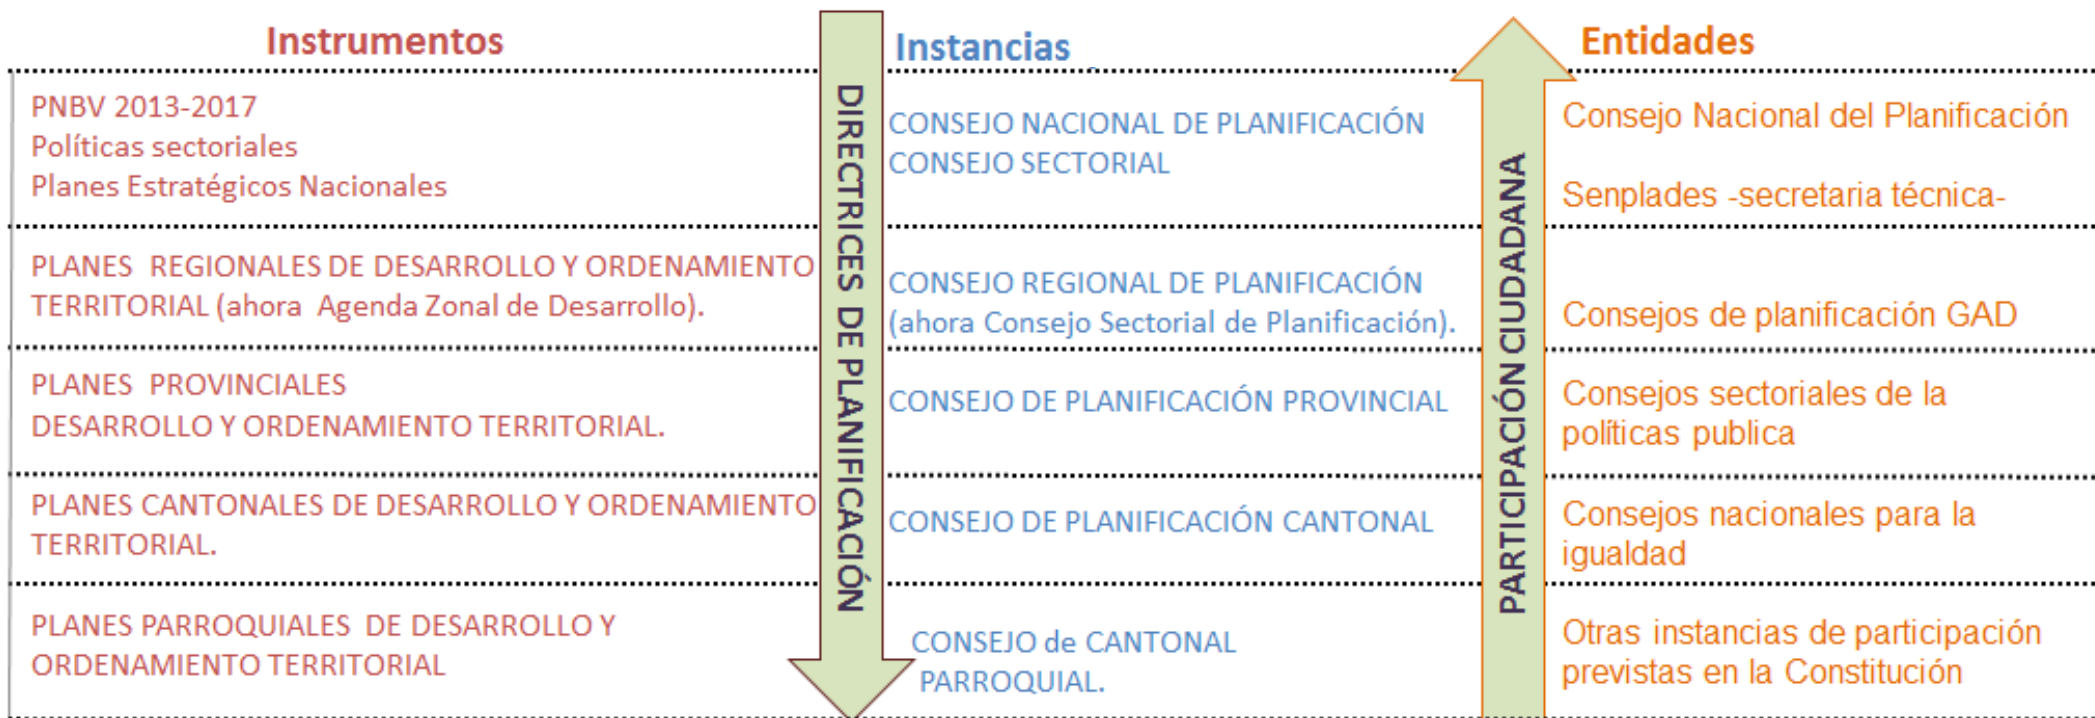 Instrumentos
Instancias
Entidades
PNBV 2013-2017
Políticas sectoriales
Planes Estratégicos Nacionales
DIRECTRICES DE PLANIFICACIÓN
CONSEJO NACIONAL DE PLANIFICACIÓN
CONSEJO SECTORIAL
PARTICIPACIÓN CIUDADANA
Consejo Nacional del Planificación
Senplades -secretaria técnica-
PLANES REGIONALES DE DESARROLLO Y ORDENAMIENTO
TERRITORIAL (ahora Agenda Zonal de Desarrollo).
CONSEJO REGIONAL DE PLANIFICACIÓN
(ahora Consejo Sectorial de Planificación).
Consejos de planificación GAD
PLANES PROVINCIALES
DESARROLLO Y ORDENAMIENTO TERRITORIAL.
CONSEJO DE PLANIFICACIÓN PROVINCIAL
Consejos sectoriales de la
políticas publica
PLANES CANTONALES DE DESARROLLO Y ORDENAMIENTO
TERRITORIAL.
CONSEJO DE PLANIFICACIÓN CANTONAL
Consejos nacionales para la
igualdad
PLANES PARROQUIALES DE DESARROLLO Y
ORDENAMIENTO TERRITORIAL
CONSEJO de CANTONAL
PARROQUIAL.
Otras instancias de participación
previstas en la Constitución